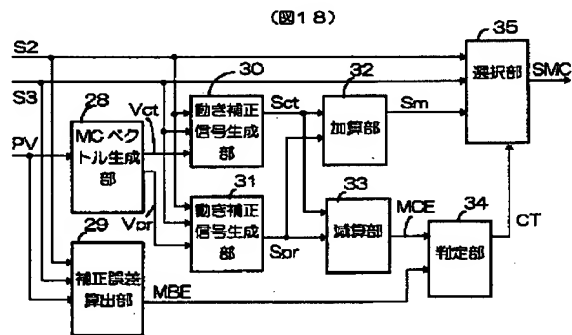 (図18)
35
S2
選択部
SMC
30
32
S3
28
Vct
動き補正
信号生成
部
Sct
加算部
Sm
PV
MCベク
トル生成
部
31
33
34
Vpr
動き補正
信号生成
部
Spr
減算部
MCE
判定部
CT
29
補正誤差
算出部
MBE